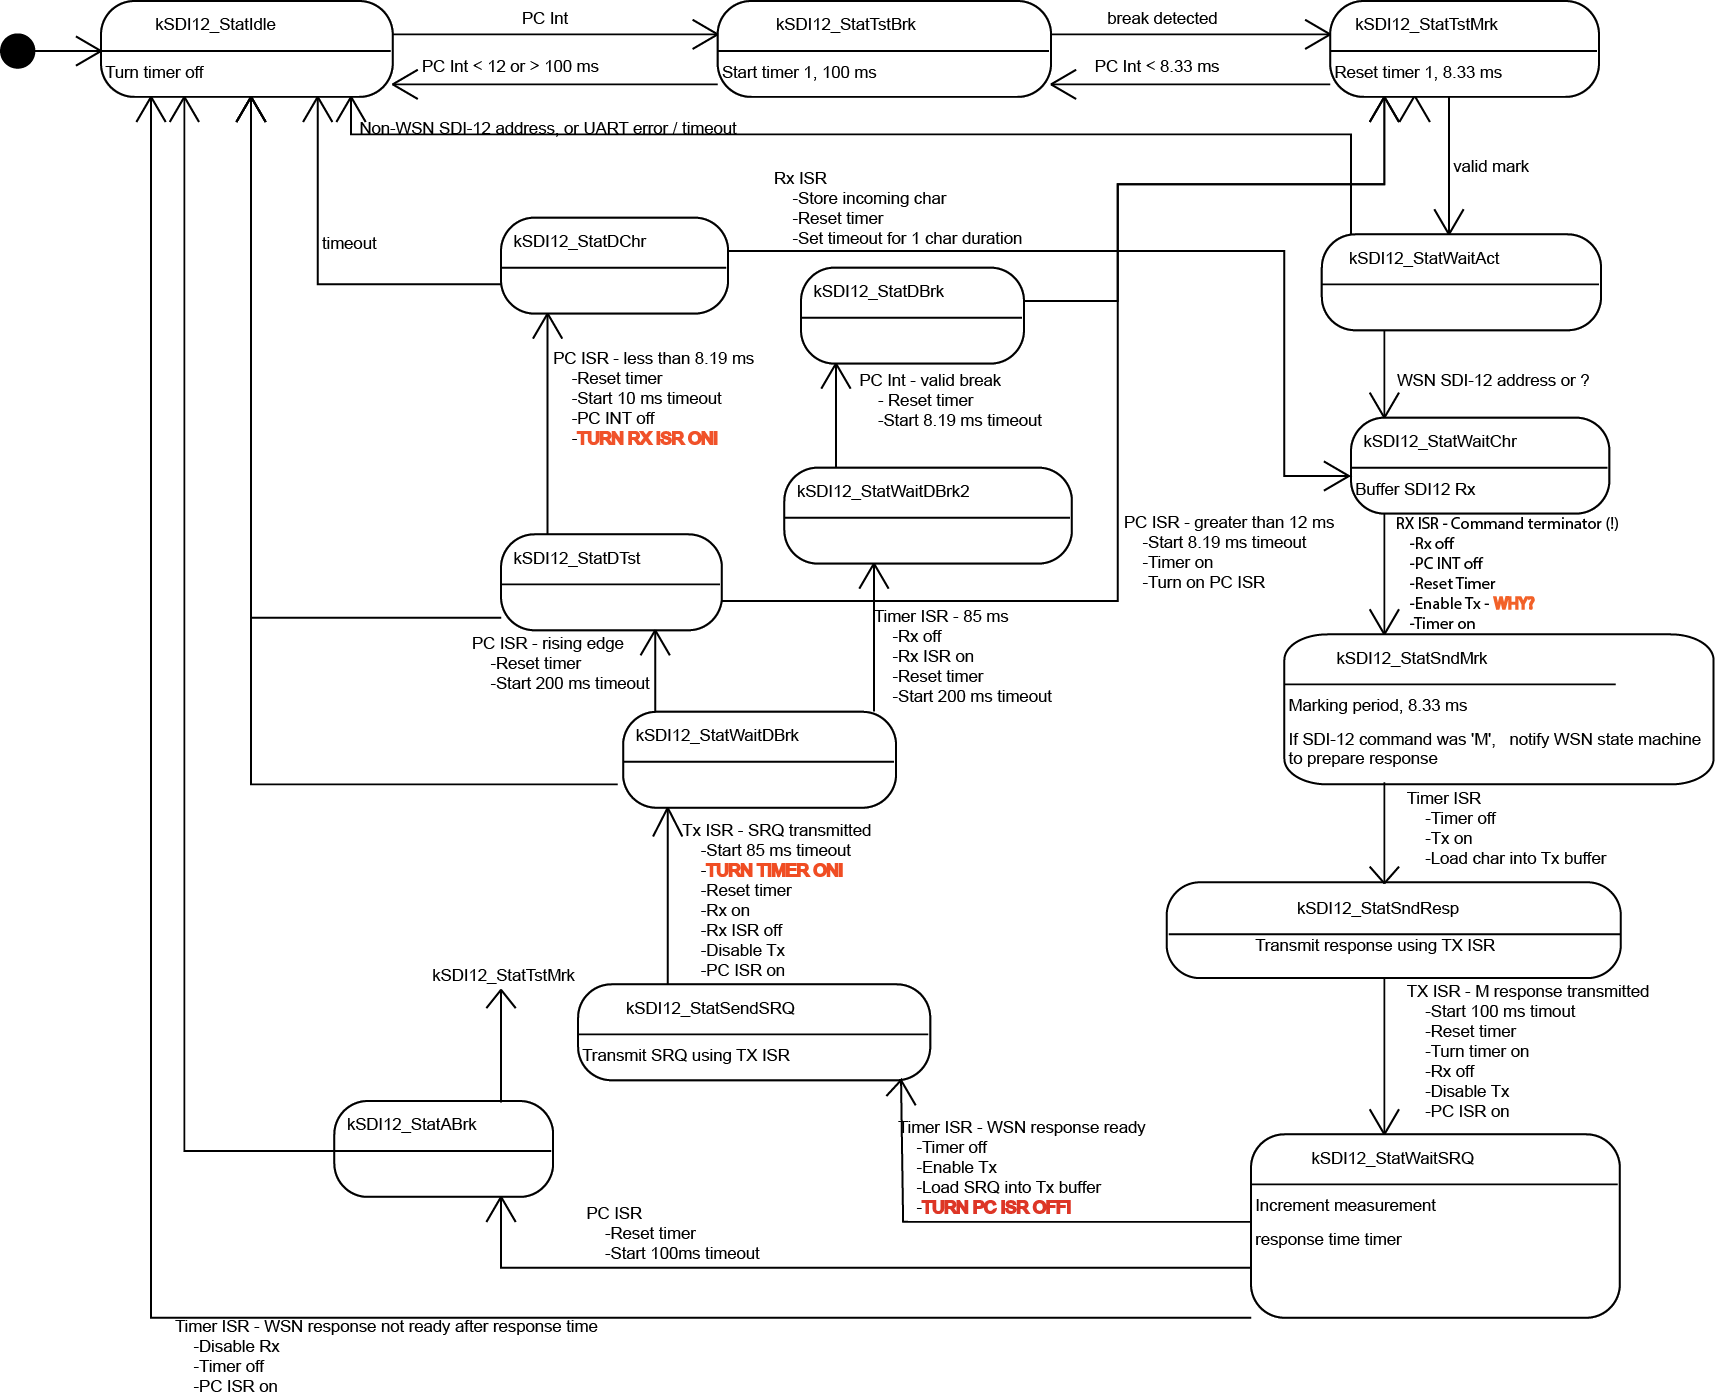 kSDI12_StatIdle
Turn timer off
PC Int
PC Int < 12 or > 100 ms
kSDI12_StatTstBrk
Start timer 1, 100 ms
break detected
PC Int < 8.33 ms
kSDI12_StatTstMrk
Reset timer 1, 8.33 ms
Non-WSN SDI-12 address, or UART error / timeout
valid mark
Rx ISR
-Store incoming char
-Reset timer
-Set timeout for 1 char duration
timeout
kSDI12_StatDChr
kSDI12_StatDBrk
kSDI12_StatWaitAct
PC ISR - less than 8.19 ms
-Reset timer
-Start 10 ms timeout
-PC INT off
-TURN RX ISR ON!
PC Int - valid break
- Reset timer
-Start 8.19 ms timeout
WSN SDI-12 address or ?
kSDI12_StatWaitChr
Buffer SDI12 Rx
kSDI12_StatWaitDBrk2
PC ISR - greater than 12 ms
-Start 8.19 ms timeout
-Timer on
-Turn on PC ISR
RX ISR - Command terminator (!)
-Rx off
-PC INT off
-Reset Timer
-Enable Tx - WHY?
-Timer on
kSDI12_StatDTst
PC ISR - rising edge
-Reset timer
-Start 200 ms timeout
Timer ISR - 85 ms
-Rx off
-Rx ISR on
-Reset timer
-Start 200 ms timeout
kSDI12_StatSndMrk
Marking period, 8.33 ms
If SDI-12 command was 'M',   notify WSN state machine
to prepare response
kSDI12_StatWaitDBrk
Timer ISR
-Timer off
-Tx on
-Load char into Tx buffer
Tx ISR - SRQ transmitted
-Start 85 ms timeout
-TURN TIMER ON!
-Reset timer
-Rx on
-Rx ISR off
-Disable Tx
-PC ISR on
kSDI12_StatSndResp
Transmit response using TX ISR
kSDI12_StatTstMrk
kSDI12_StatSendSRQ
Transmit SRQ using TX ISR
TX ISR - M response transmitted
-Start 100 ms timout
-Reset timer
-Turn timer on
-Rx off
-Disable Tx
-PC ISR on
kSDI12_StatABrk
Timer ISR - WSN response ready
-Timer off
-Enable Tx
-Load SRQ into Tx buffer
-TURN PC ISR OFF!
kSDI12_StatWaitSRQ
Increment measurement
response time timer
PC ISR
-Reset timer
-Start 100ms timeout
Timer ISR - WSN response not ready after response time
-Disable Rx
-Timer off
-PC ISR on